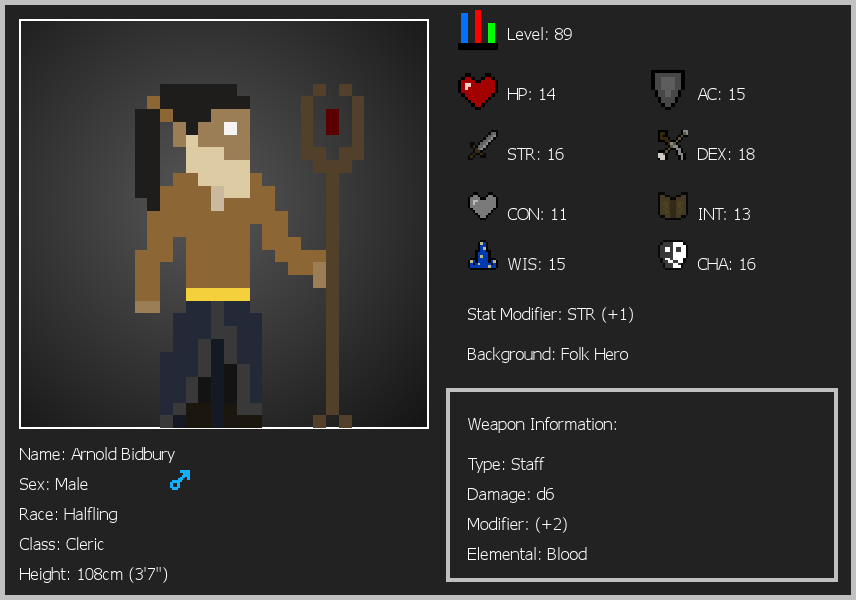 Level: 89
HP: 14
AC: 15
STR: 16
DEX: 18
CON: 11
INT: 13
WIS: 15
CHA: 16
Stat Modifier: STR (+1)
Background: Folk Hero
Weapon Information:
Type: Staff
Damage: d6
Modifier: (+2)
Elemental: Blood
Name: Arnold Bidbury
Sex: Male
Race: Halfling
Class: Cleric
Height: 108cm (3'7")